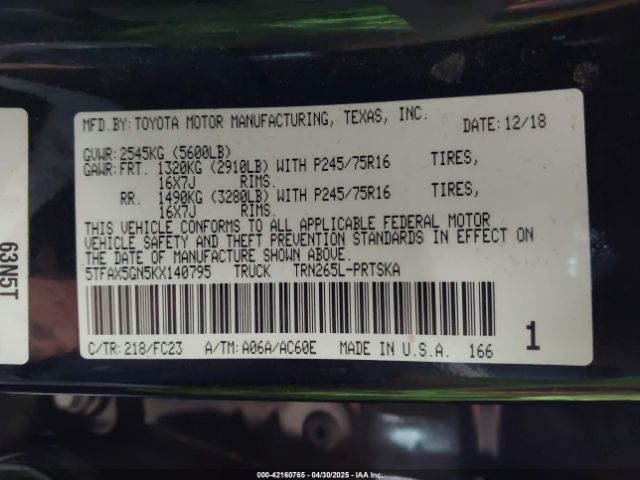 MFD.BY:TOYOTA MOTOR MANUFACTURING, TEXAS, INC. DATE:12/18
GVWR:2545KG (5600LB)
GAWR:FRT. 1320KG (2910LB) WITH P245/75R16 TIRES,
16X7J RIMS.
RR. 1490KG (3280LB) WITH P245/75R16 TIRES,
16X7J RIMS.
THIS VEHICLE CONFORMS TO ALL APPLICABLE FEDERAL MOTOR
VEHICLE SAFETY AND THEFT PREVENTION STANDARDS IN EFFECT ON
THE DATE OF MANUFACTURE SHOWN ABOVE.
5TFAX5GN5KX140795 TRUCK TRN265L-PRTSKA
1
C/TR:218/FC23 A/TM:A06A/AC60E MADE IN U.S.A. 166
63N5T
000-42160765 - 04/30/2025 - IAAI, Inc.